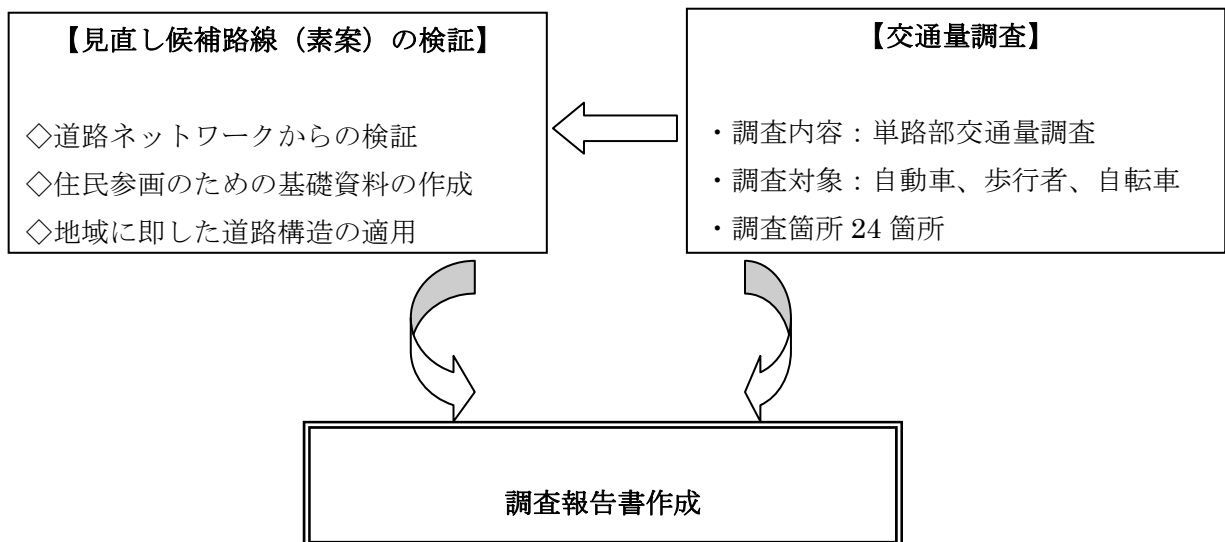 【見直し候補路線（素案）の検証】
◇道路ネットワークからの検証
◇住民参画のための基礎資料の作成
◇地域に即した道路構造の適用
【交通量調査】
・調査内容：単路部交通量調査
・調査対象：自動車、歩行者、自転車
・調査箇所 24 箇所
調査報告書作成